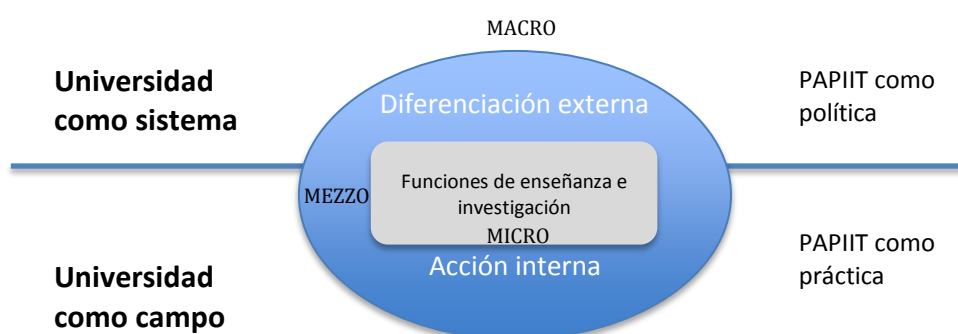 MACRO
Universidad
como sistema
Diferenciación externa
PAPIIT como
política
MEZZO
Funciones de enseñanza e
investigación
MICRO
Acción interna
PAPIIT como
práctica
Universidad
como campo